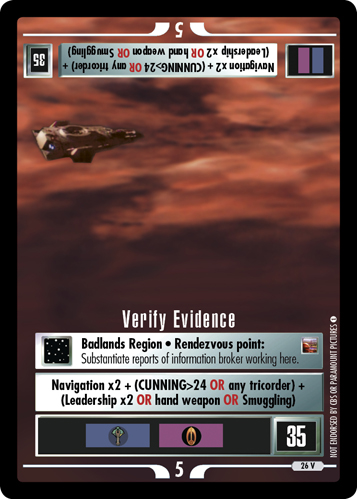 5
Navigation x2 + (CUNNING>24 OR any tricorder) +
(Leadership x2 OR hand weapon OR Smuggling)
35
Verify Evidence
Badlands Region • Rendezvous point:
Substantiate reports of information broker working here.
Navigation x2 + (CUNNING>24 OR any tricorder) +
(Leadership x2 OR hand weapon OR Smuggling)
35
5
26 V
NOT ENDORSED BY CBS OR PARAMOUNT PICTURES